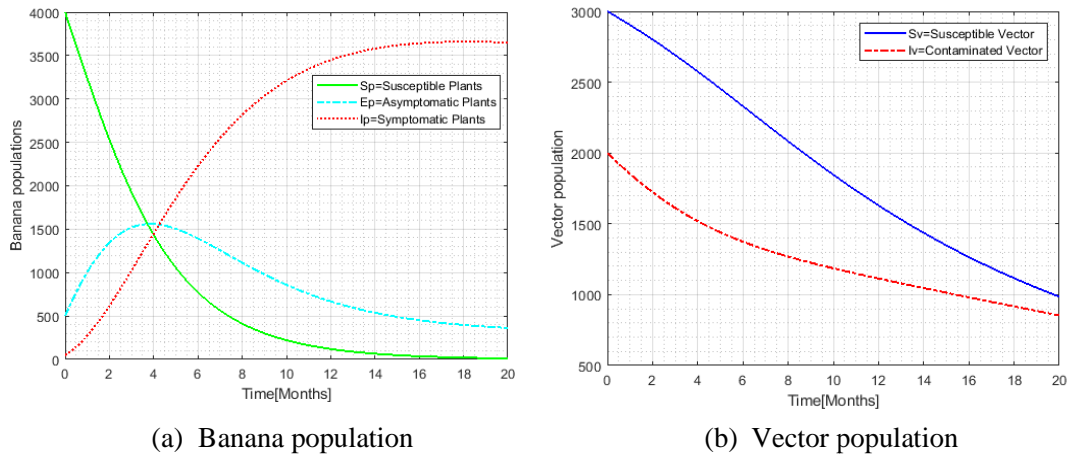 4000
3500
3000
2500
2000
1500
1000
500
0
Banana populations
Sp=Susceptible Plants
Ep=Asymptomatic Plants
Ip=Symptomatic Plants
0 2 4 6 8 10 12 14 16 18 20
Time[Months]
(a) Banana population
3000
2500
2000
1500
1000
500
Vector population
Sv=Susceptible Vector
Iv=Contaminated Vector
0 2 4 6 8 10 12 14 16 18 20
Time[Months]
(b) Vector population